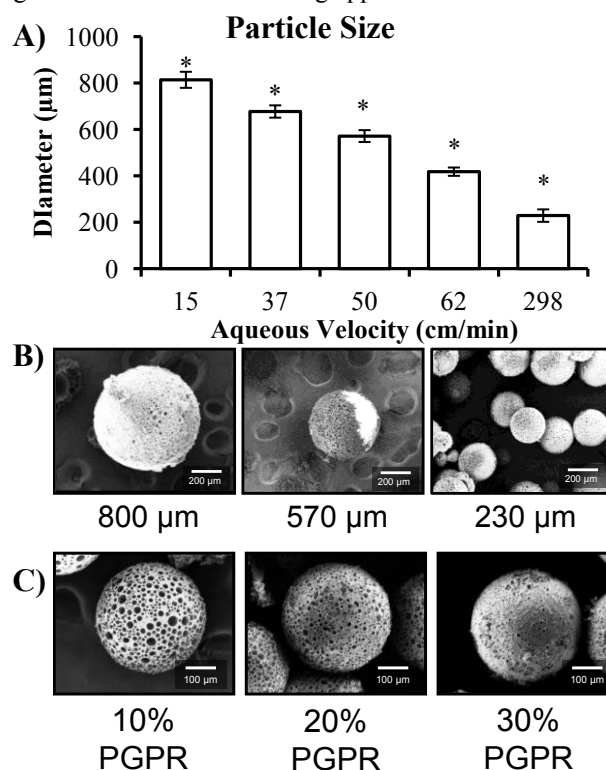 A)
Particle Size
DIameter (µm)
1000
800
600
400
200
0
* * * * *
15 37 50 62 298
Aqueous Velocity (cm/min)
B)
200 µm 200 µm 200 µm
800 µm 570 µm 230 µm
C)
100 µm 100 µm 100 µm
10% 20% 30%
PGPR PGPR PGPR